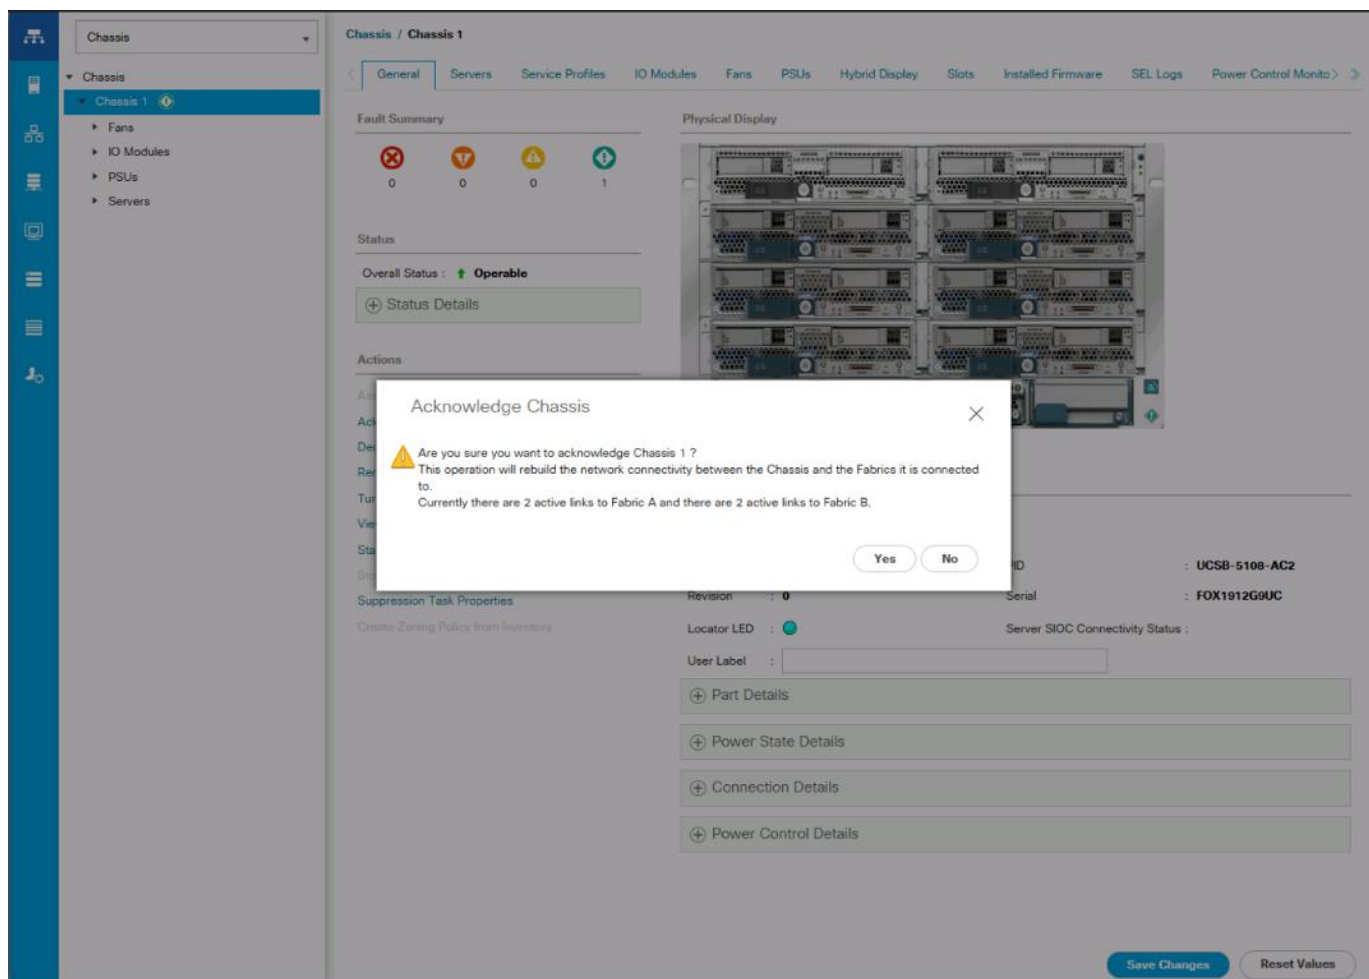 Chassis
Chassis / Chassis 1
Chassis
Chassis 1
Fans
IO Modules
PSUs
Servers
General Servers Service Profiles IO Modules Fans PSUs Hybrid Display Slots Installed Firmware SEL Logs Power Control Monito
Fault Summary
0 0 0 1
Status
Overall Status : Operable
Status Details
Actions
Physical Display
Acknowledge Chassis
Are you sure you want to acknowledge Chassis 1 ?
This operation will rebuild the network connectivity between the Chassis and the Fabrics it is connected
to.
Currently there are 2 active links to Fabric A and there are 2 active links to Fabric B.
Yes No
Ack
Dec
Rer
Tur
Vie
Sta
Suppression Task Properties
Create Zoning Policy from Inventory
: UCSB-5108-AC2
Revision : 0
Serial : FOX1912G9UC
Locator LED :
Server SIOC Connectivity Status :
User Label :
Part Details
Power State Details
Connection Details
Power Control Details
Save Changes Reset Values